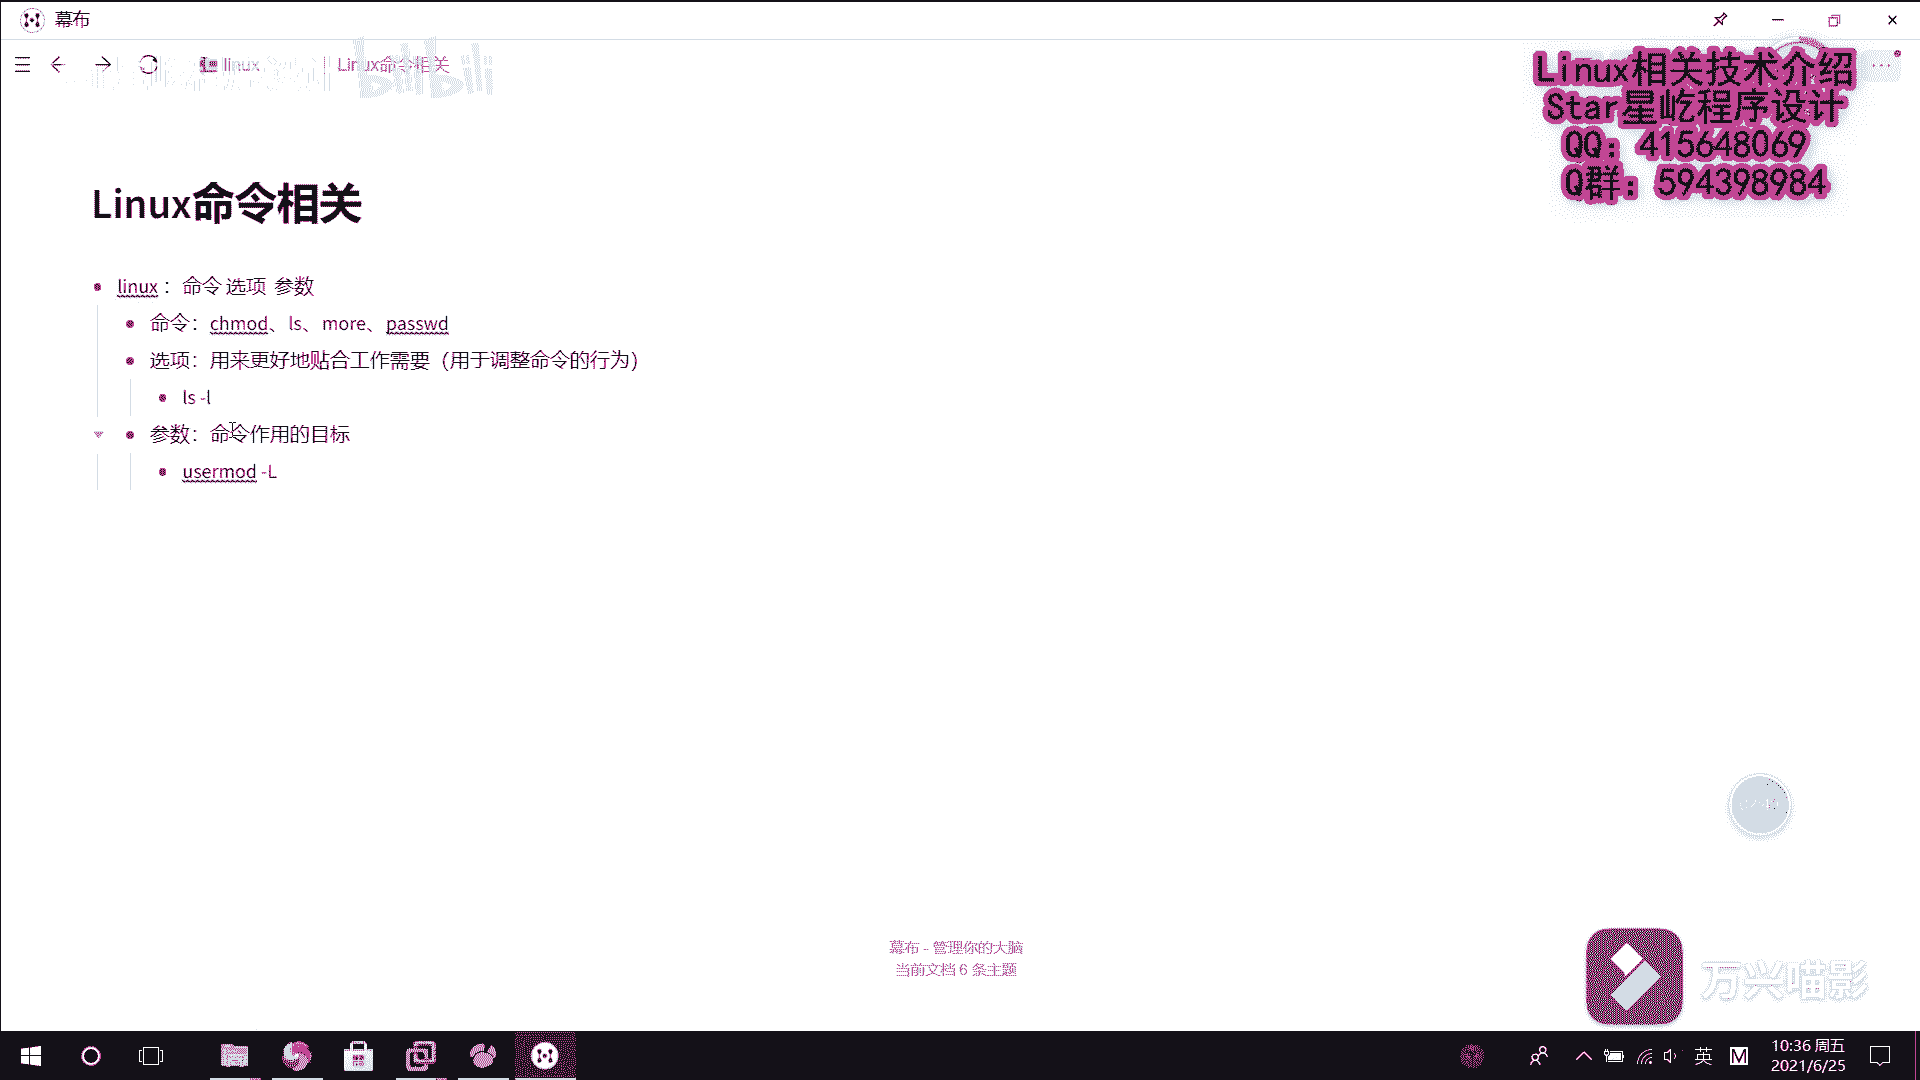 幕布
linux
Linux命令相关
bilibili
Linux相关技术介绍
Star星屹程序设计
QQ：415648069
Q群：594398984
Linux命令相关
linux：命令 选项 参数
命令：chmod、ls、more、passwd
选项：用来更好地贴合工作需要（用于调整命令的行为）
ls -l
参数：命令作用的目标
usermod -L
幕布 - 管理你的大脑
当前文档 6 条主题
万兴喵影
英
M
10:36 周五
2021/6/25